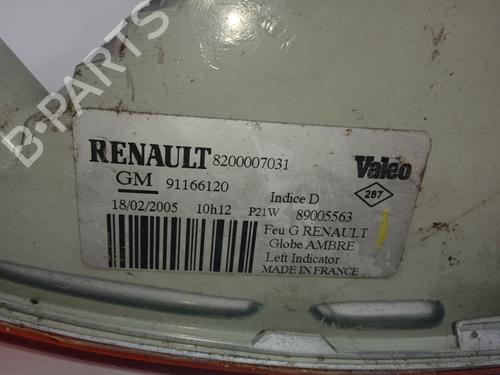 B-PARTS
RENAULT 8200007031 Valeo
GM 91166120 Indice D 287
18/02/2005 10h12 P21W 89005563
Feu G RENAULT
Globe AMBRE
Left Indicator
MADE IN FRANCE